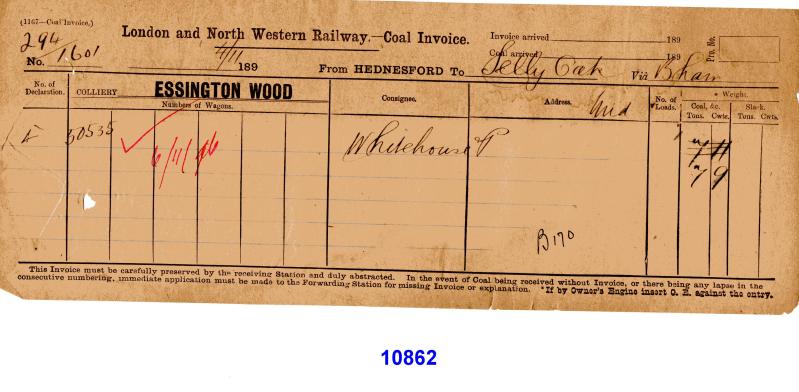 (1167—Coal Invoice.)
294
London and North Western Railway.—Coal Invoice.
Invoice arrived 189
Coal arrived 189
Pro. No.
No. 1601
4/11 189
From HEDNESFORD To Selly Oak Via B'ham
No. of Declaration.
COLLIERY ESSINGTON WOOD
Numbers of Wagons.
Consignee.
Address. Mid
No. of Loads.
* Weight.
Coal, &c. Slack.
Tons. Cwts. Tons. Cwts.
50535 Whitehouse 1 7 11
6/11/96 7 9
B170
This Invoice must be carefully preserved by the receiving Station and duly abstracted. In the event of Coal being received without Invoice, or there being any lapse in the
consecutive numbering, immediate application must be made to the Forwarding Station for missing Invoice or explanation. *If by Owner's Engine insert O. E. against the entry.
10862